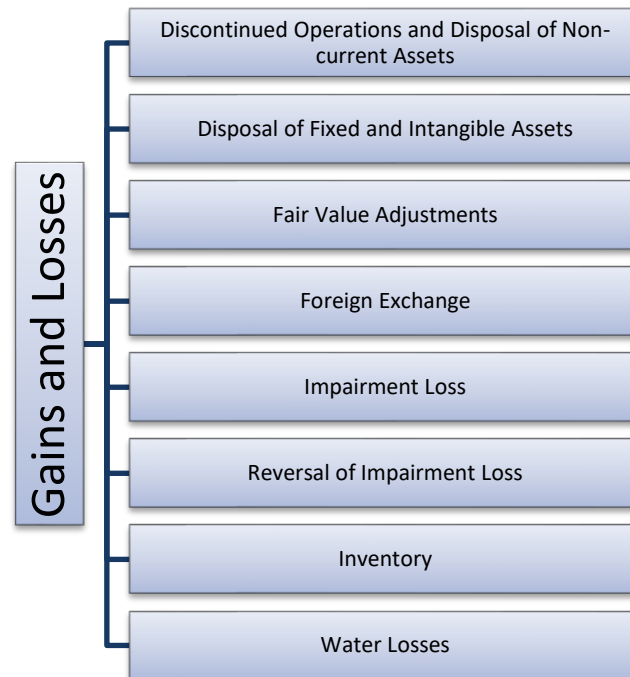 Gains and Losses
Discontinued Operations and Disposal of Non-
current Assets
Disposal of Fixed and Intangible Assets
Fair Value Adjustments
Foreign Exchange
Impairment Loss
Reversal of Impairment Loss
Inventory
Water Losses